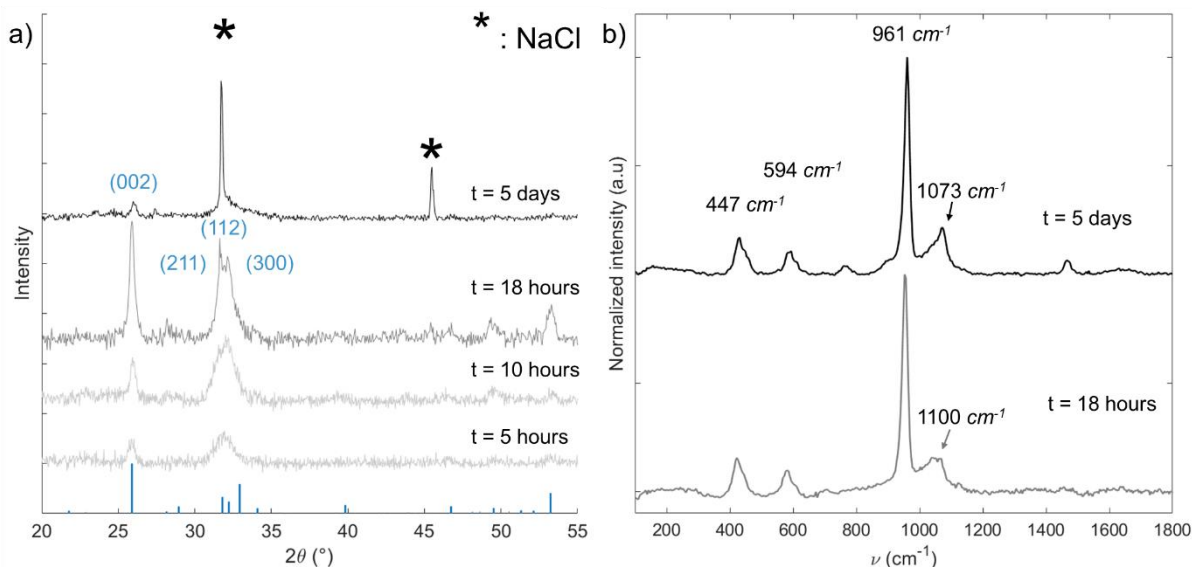 a)
*
* : NaCl
*
t = 5 days
(002)
(112)
(211)
(300)
t = 18 hours
t = 10 hours
t = 5 hours
Intensity
20 25 30 35 40 45 50 55
2θ (°)
b)
961 cm-1
594 cm-1
447 cm-1
1073 cm-1
t = 5 days
1100 cm-1
t = 18 hours
Normalized intensity (a.u)
200 400 600 800 1000 1200 1400 1600 1800
ν (cm-1)